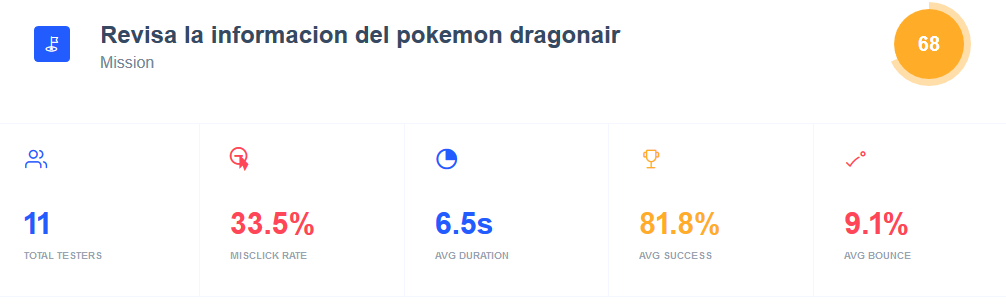 Revisa la informacion del pokemon dragonair
Mission
68
11
TOTAL TESTERS
33.5%
MISCLICK RATE
6.5s
AVG DURATION
81.8%
AVG SUCCESS
9.1%
AVG BOUNCE